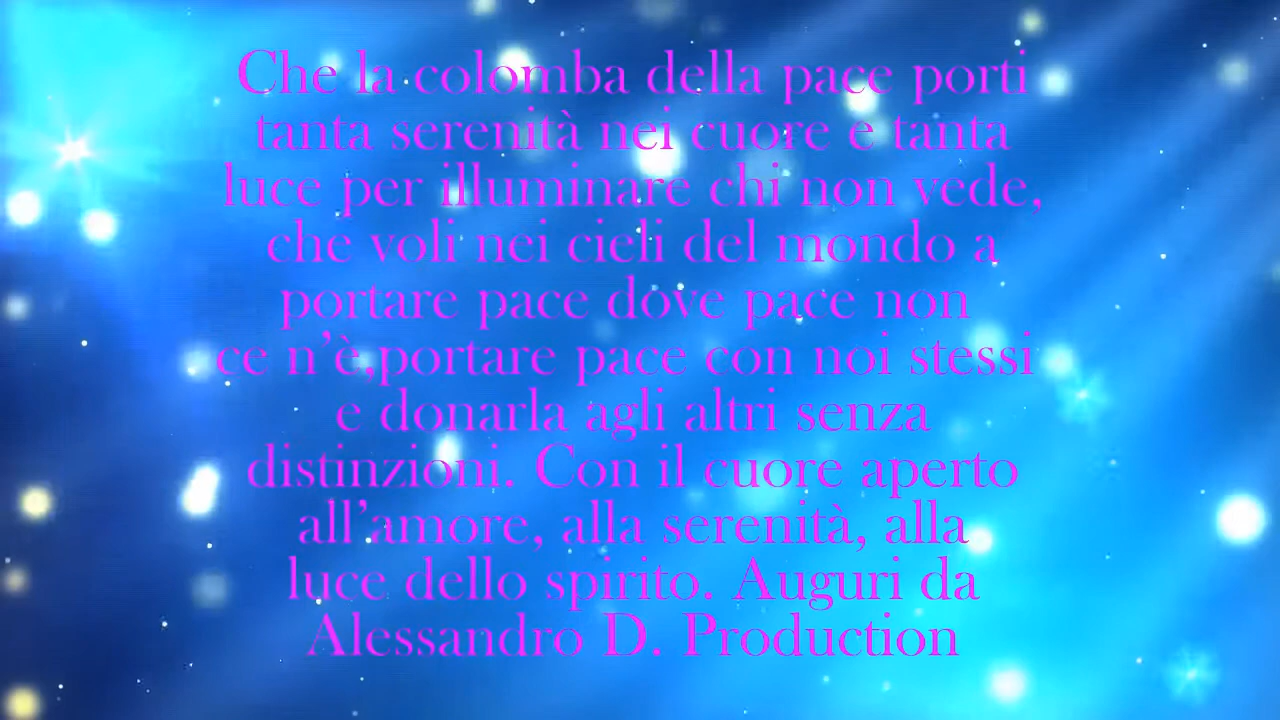 Che la colomba della pace porti
tanta serenità nei cuore e tanta
luce per illuminare chi non vede,
che voli nei cieli del mondo a
portare pace dove pace non
ce n’è,portare pace con noi stessi
e donarla agli altri senza
distinzioni. Con il cuore aperto
all’amore, alla serenità, alla
luce dello spirito. Auguri da
Alessandro D. Production